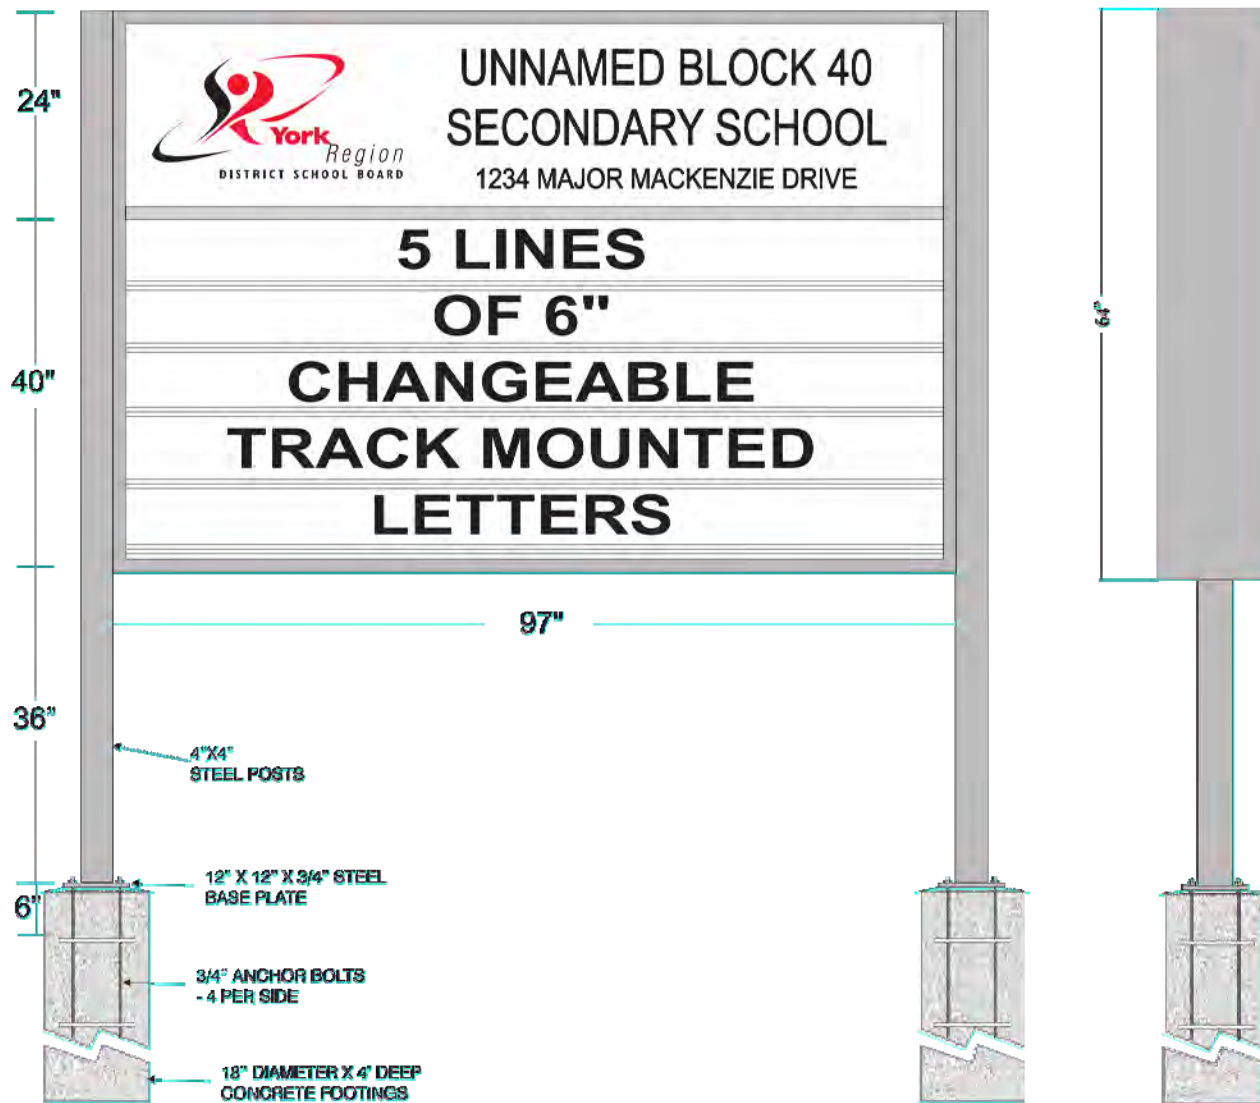 24"
York
Region
DISTRICT SCHOOL BOARD
UNNAMED BLOCK 40
SECONDARY SCHOOL
1234 MAJOR MACKENZIE DRIVE
5 LINES
OF 6"
CHANGEABLE
TRACK MOUNTED
LETTERS
40"
64"
97"
36"
4"X4"
STEEL POSTS
12" X 12" X 3/4" STEEL
BASE PLATE
6"
3/4" ANCHOR BOLTS
- 4 PER SIDE
18" DIAMETER X 4' DEEP
CONCRETE FOOTINGS